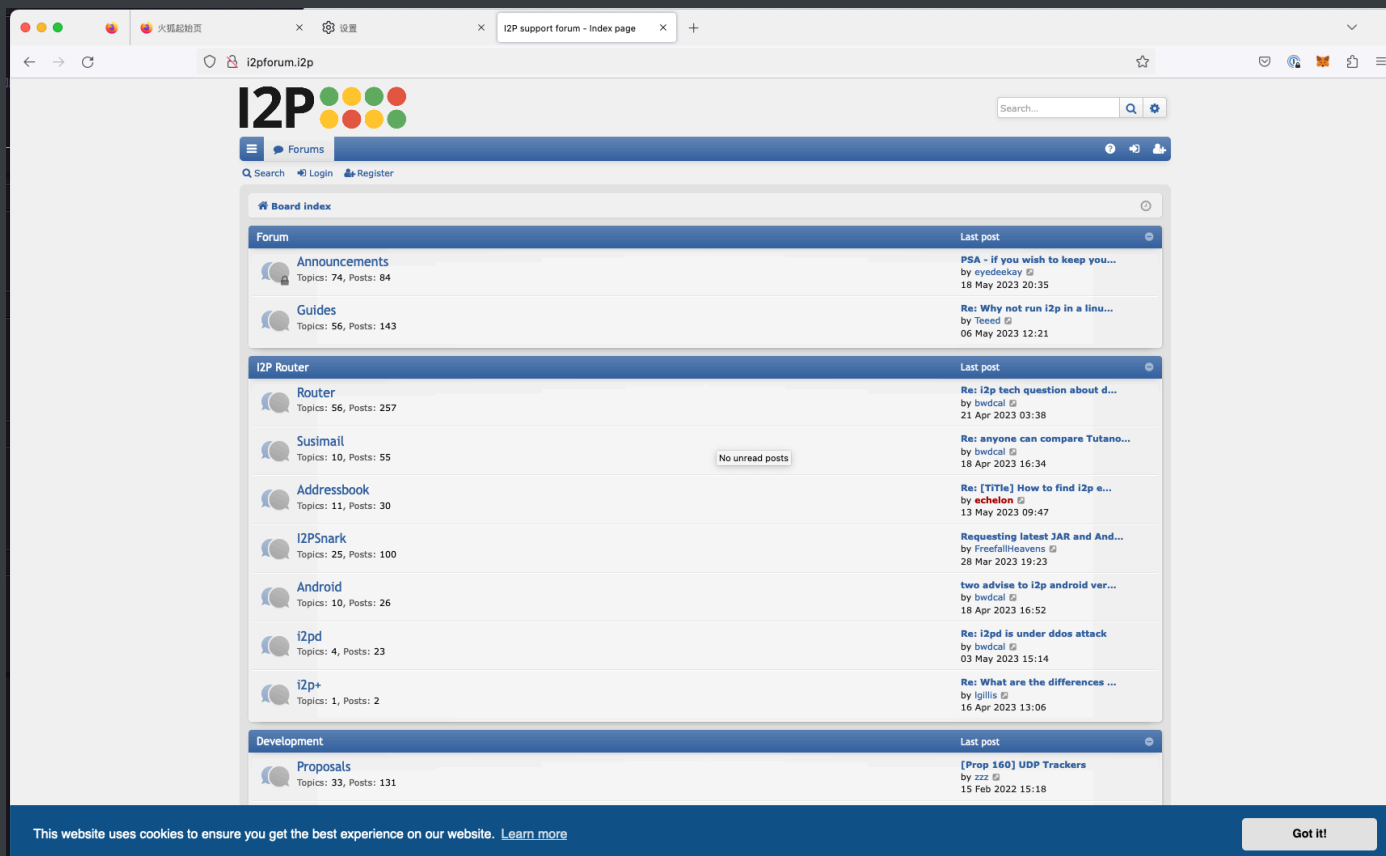 火狐起始页
设置
I2P support forum - Index page
i2pforum.i2p
I2P
Search...
Forums
Search Login Register
Board index
Forum Last post
Announcements
Topics: 74, Posts: 84
PSA - if you wish to keep you...
by eyedeekay
18 May 2023 20:35
Guides
Topics: 56, Posts: 143
Re: Why not run i2p in a linu...
by Teeed
06 May 2023 12:21
I2P Router Last post
Router
Topics: 56, Posts: 257
Re: i2p tech question about d...
by bwdcal
21 Apr 2023 03:38
Susimail
Topics: 10, Posts: 55
Re: anyone can compare Tutano...
by bwdcal
18 Apr 2023 16:34
No unread posts
Addressbook
Topics: 11, Posts: 30
Re: [TiTle] How to find i2p e...
by echelon
13 May 2023 09:47
I2PSnark
Topics: 25, Posts: 100
Requesting latest JAR and And...
by FreefallHeavens
28 Mar 2023 19:23
Android
Topics: 10, Posts: 26
two advise to i2p android ver...
by bwdcal
18 Apr 2023 16:52
i2pd
Topics: 4, Posts: 23
Re: i2pd is under ddos attack
by bwdcal
03 May 2023 15:14
i2p+
Topics: 1, Posts: 2
Re: What are the differences ...
by lgillis
16 Apr 2023 13:06
Development Last post
Proposals
Topics: 33, Posts: 131
[Prop 160] UDP Trackers
by zzz
15 Feb 2022 15:18
This website uses cookies to ensure you get the best experience on our website. Learn more
Got it!